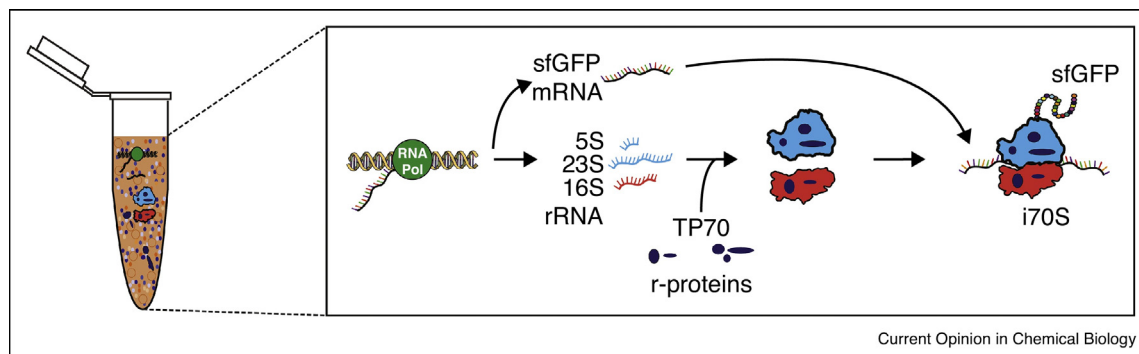 sfGFP
mRNA
RNA
Pol
5S
23S
16S
rRNA
TP70
r-proteins
sfGFP
i70S
Current Opinion in Chemical Biology